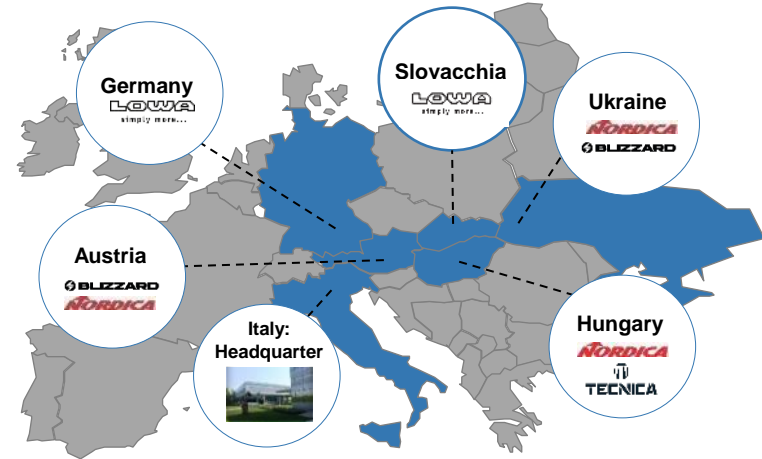 Germany
LOWA
simply more...
Slovacchia
LOWA
simply more...
Ukraine
NORDICA
BLIZZARD
Austria
BLIZZARD
NORDICA
Italy:
Headquarter
Hungary
NORDICA
TECNICA